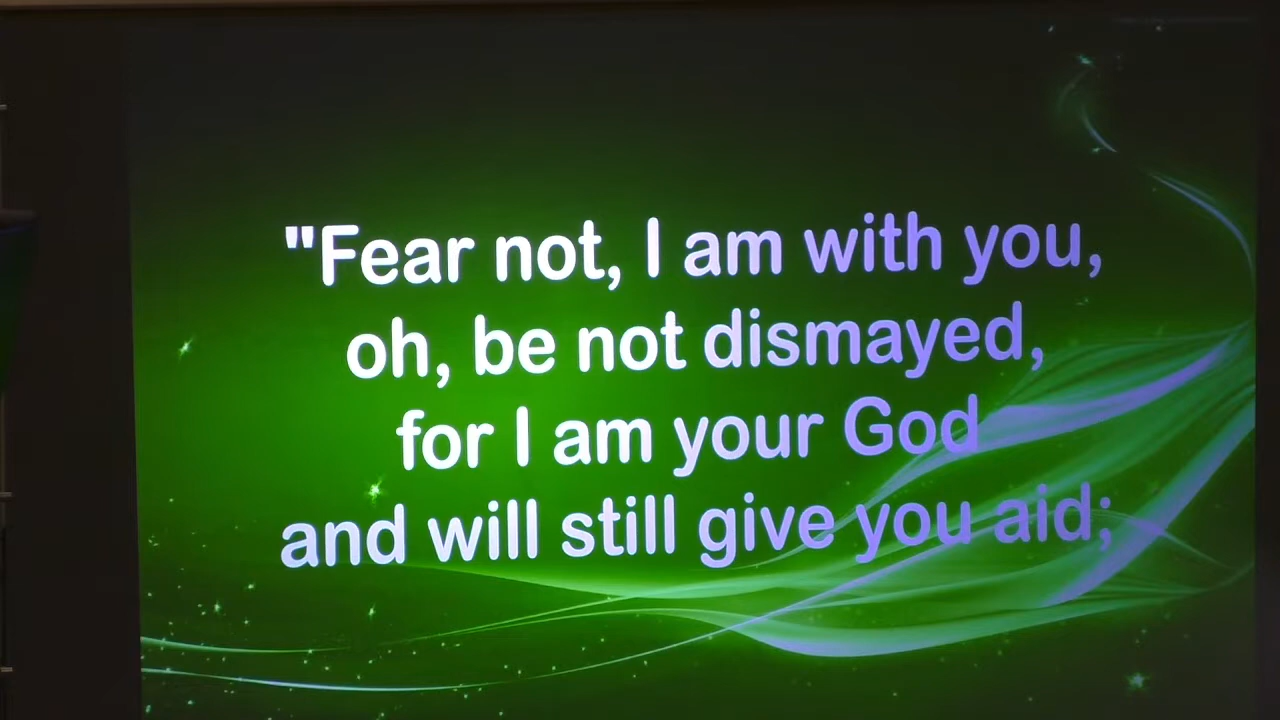 "Fear not, I am with you,
oh, be not dismayed,
for I am your God
and will still give you aid;